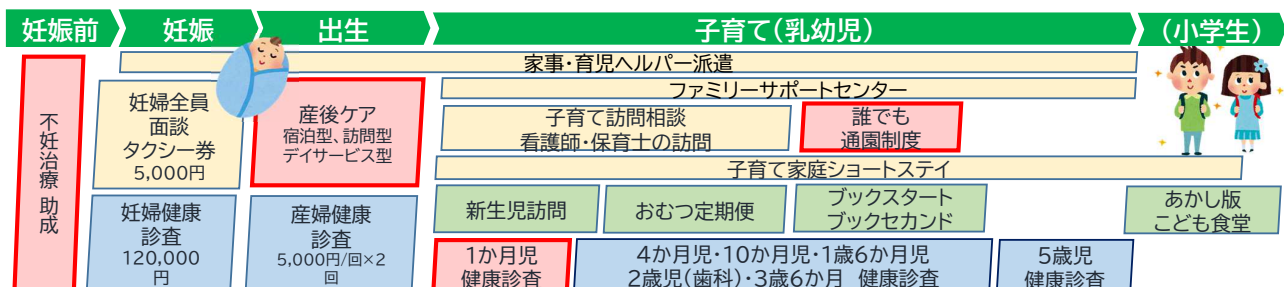 妊娠前
妊娠
出生
子育て(乳幼児)
(小学生)
家事・育児ヘルパー派遣
ファミリーサポートセンター
不妊治療 助成
妊婦全員
面談
タクシー券
5,000円
産後ケア
宿泊型、訪問型
デイサービス型
子育て訪問相談
看護師・保育士の訪問
誰でも
通園制度
子育て家庭ショートステイ
妊婦健康
診査
120,000
円
産婦健康
診査
5,000円/回×2
回
新生児訪問
おむつ定期便
ブックスタート
ブックセカンド
あかし版
こども食堂
1か月児
健康診査
4か月児・10か月児・1歳6か月児
2歳児(歯科)・3歳6か月 健康診査
5歳児
健康診査